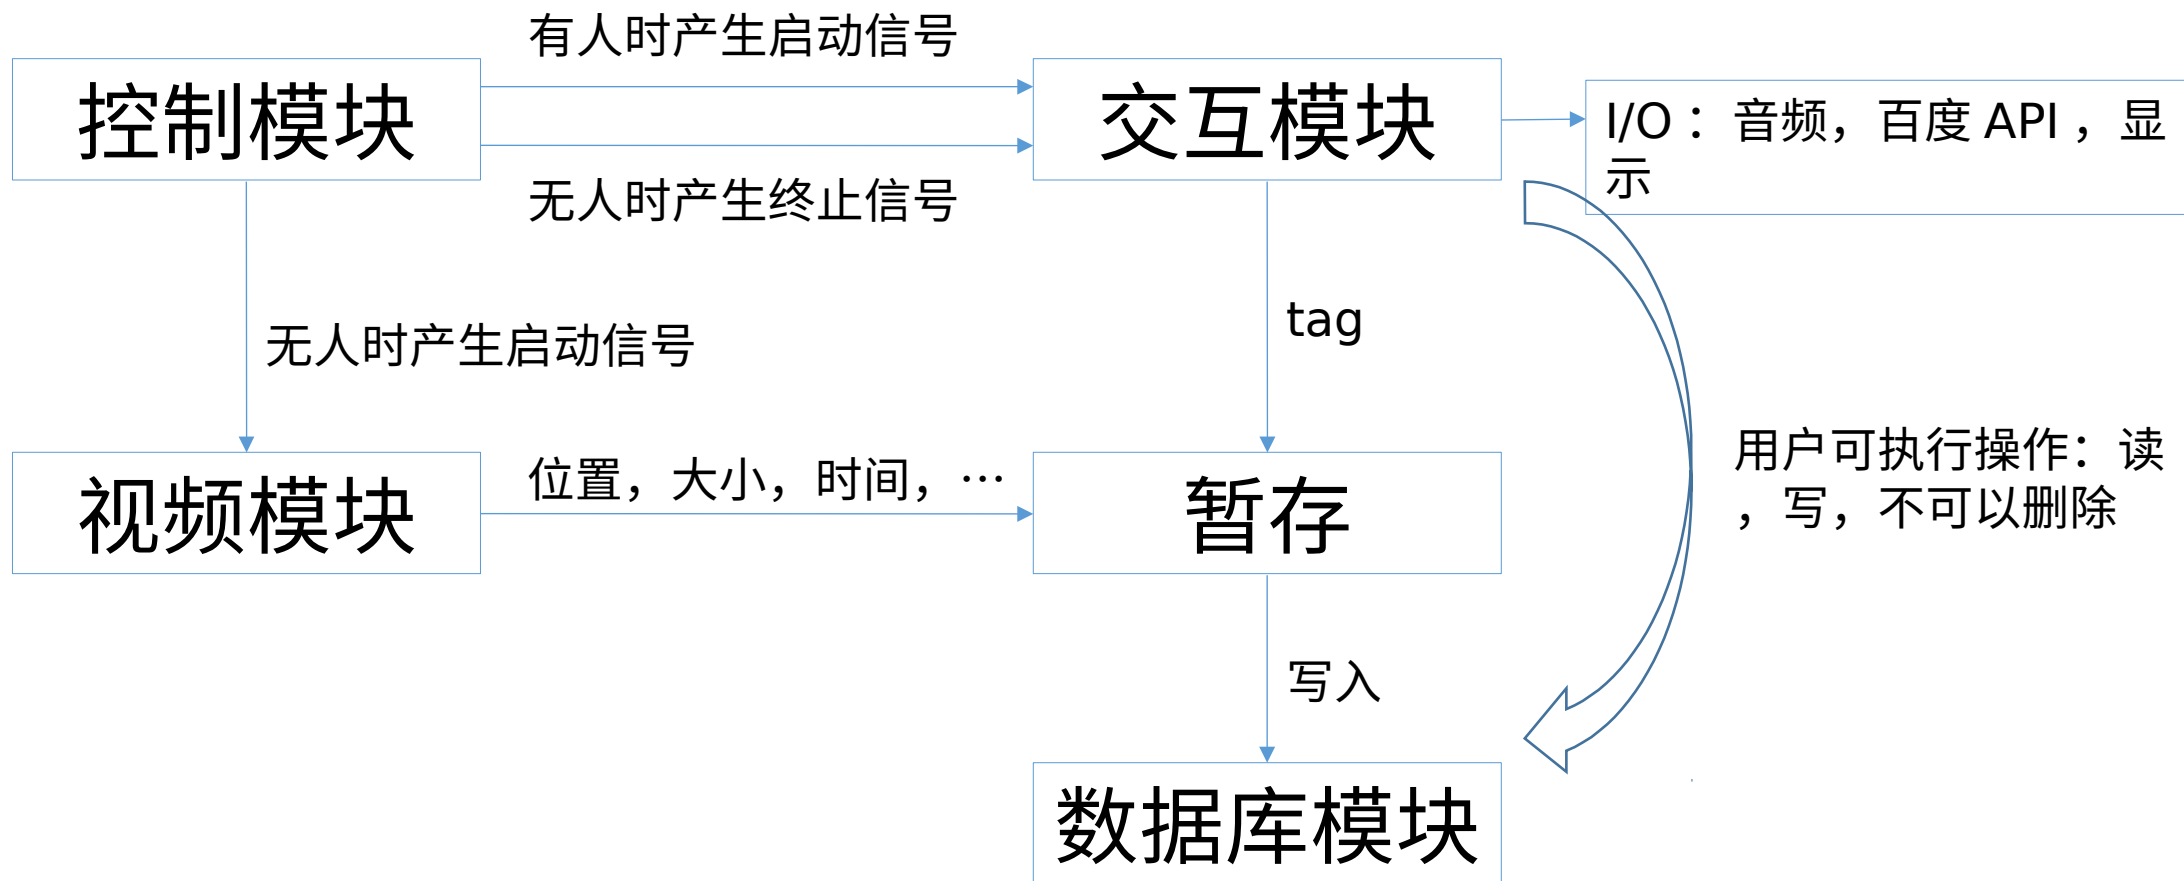 有人时产生启动信号
控制模块
交互模块
I/O：音频，百度 API，显
示
无人时产生终止信号
tag
无人时产生启动信号
用户可执行操作：读
，写，不可以删除
位置，大小，时间，…
视频模块
暂存
写入
数据库模块